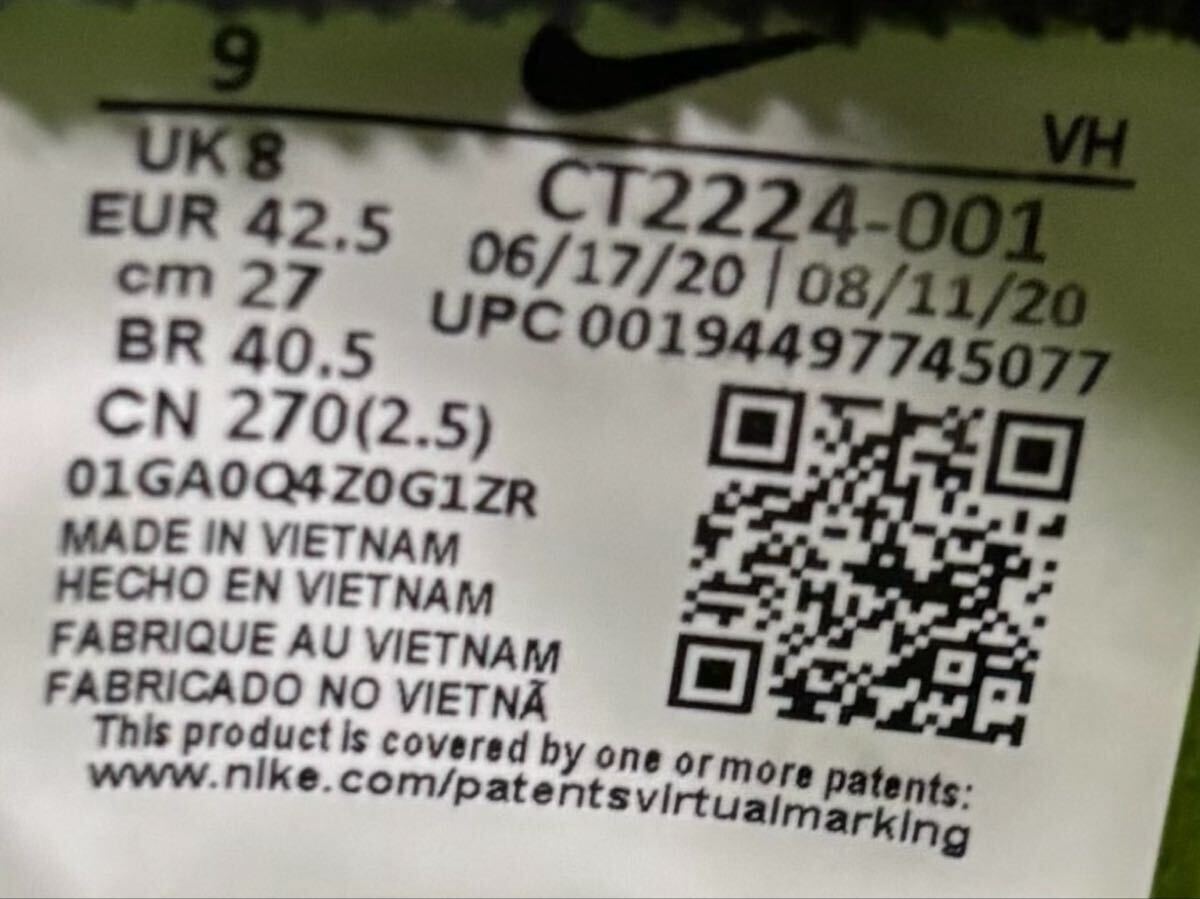 9
VH
UK 8
EUR 42.5
cm 27
BR 40.5
CN 270(2.5)
CT2224-001
06/17/20 | 08/11/20
UPC 00194497745077
01GA0Q4Z0G1ZR
MADE IN VIETNAM
HECHO EN VIETNAM
FABRIQUE AU VIETNAM
FABRICADO NO VIETNÃ
This product is covered by one or more patents:
www.nike.com/patentsvirtualmarking